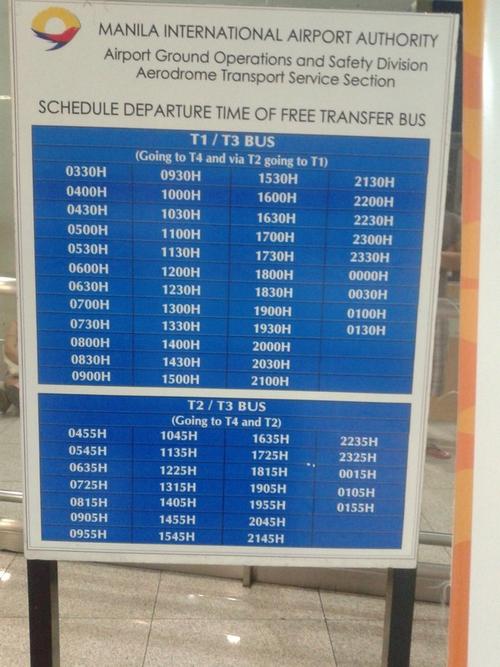 MANILA INTERNATIONAL AIRPORT AUTHORITY
Airport Ground Operations and Safety Division
Aerodrome Transport Service Section
SCHEDULE DEPARTURE TIME OF FREE TRANSFER BUS
T1 / T3 BUS
(Going to T4 and via T2 going to T1)
0330H 0930H 1530H 2130H
0400H 1000H 1600H 2200H
0430H 1030H 1630H 2230H
0500H 1100H 1700H 2300H
0530H 1130H 1730H 2330H
0600H 1200H 1800H 0000H
0630H 1230H 1830H 0030H
0700H 1300H 1900H 0100H
0730H 1330H 1930H 0130H
0800H 1400H 2000H
0830H 1430H 2030H
0900H 1500H 2100H
T2 / T3 BUS
(Going to T4 and T2)
0455H 1045H 1635H 2235H
0545H 1135H 1725H 2325H
0635H 1225H 1815H 0015H
0725H 1315H 1905H 0105H
0815H 1405H 1955H 0155H
0905H 1455H 2045H
0955H 1545H 2145H